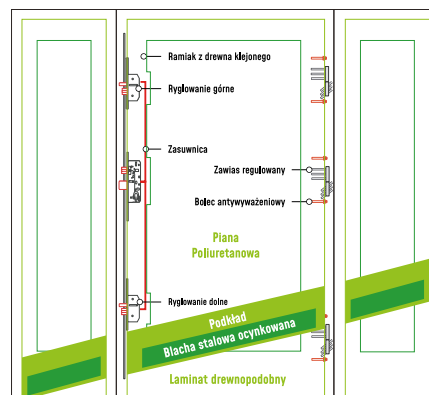 Ramiak z drewna klejonego
Ryglowanie górne
Zasuwnica
Zawias regulowany
Bolec antywyważeniowy
Piana
Poliuretanowa
Ryglowanie dolne
Podkład
Blacha stalowa ocynkowana
Laminat drewnopodobny